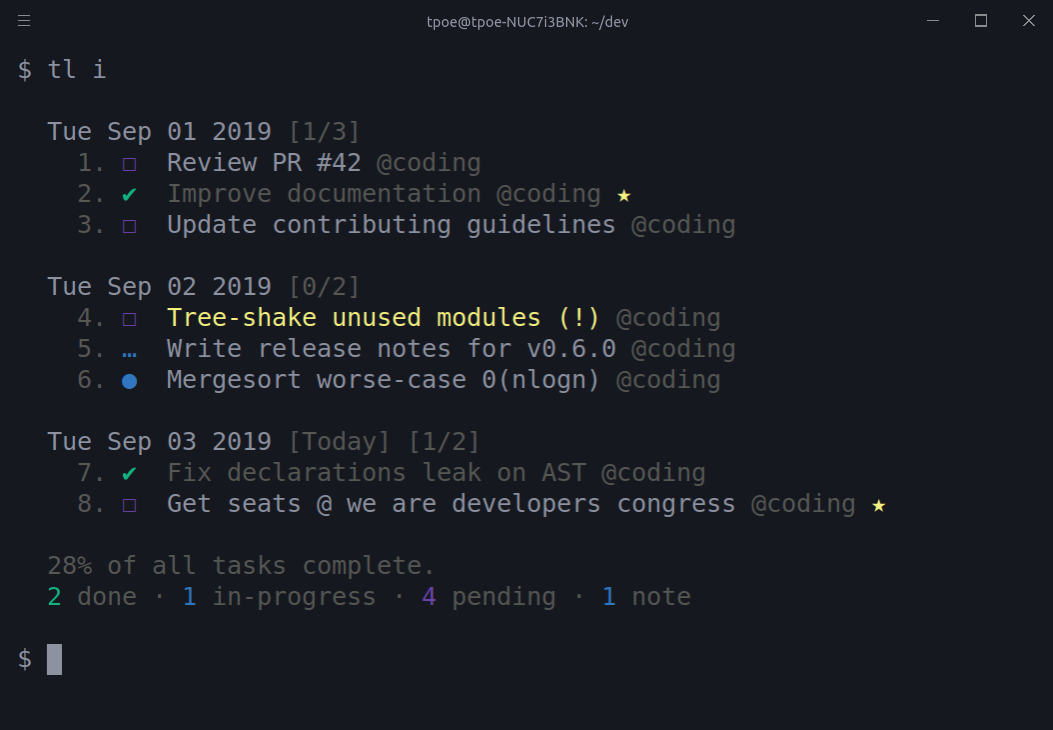 tpoe@tpoe-NUC7i3BNK: ~/dev
$ tl i
Tue Sep 01 2019 [1/3]
1. □ Review PR #42 @coding
2. ✔ Improve documentation @coding ★
3. □ Update contributing guidelines @coding
Tue Sep 02 2019 [0/2]
4. □ Tree-shake unused modules (!) @coding
5. … Write release notes for v0.6.0 @coding
6. ● Mergesort worse-case O(nlogn) @coding
Tue Sep 03 2019 [Today] [1/2]
7. ✔ Fix declarations leak on AST @coding
8. □ Get seats @ we are developers congress @coding ★
28% of all tasks complete.
2 done · 1 in-progress · 4 pending · 1 note
$